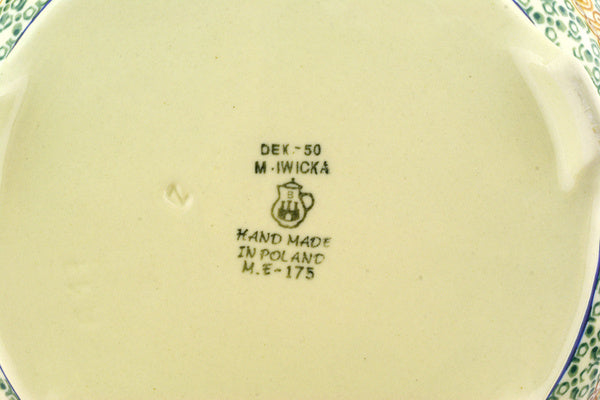 DEK.-50
M.IWICKA
B
HAND MADE
IN POLAND
M.E-175
N